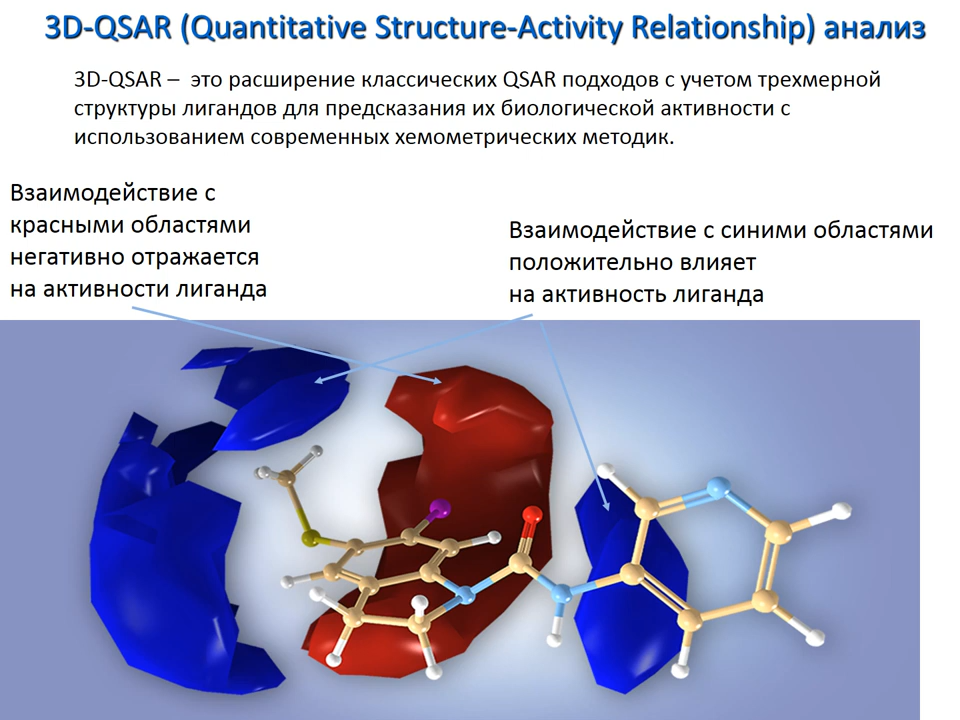 3D-QSAR (Quantitative Structure-Activity Relationship) анализ
3D-QSAR – это расширение классических QSAR подходов с учетом трехмерной
структуры лигандов для предсказания их биологической активности с
использованием современных хемометрических методик.
Взаимодействие с
красными областями
негативно отражается
на активности лиганда
Взаимодействие с синими областями
положительно влияет
на активность лиганда